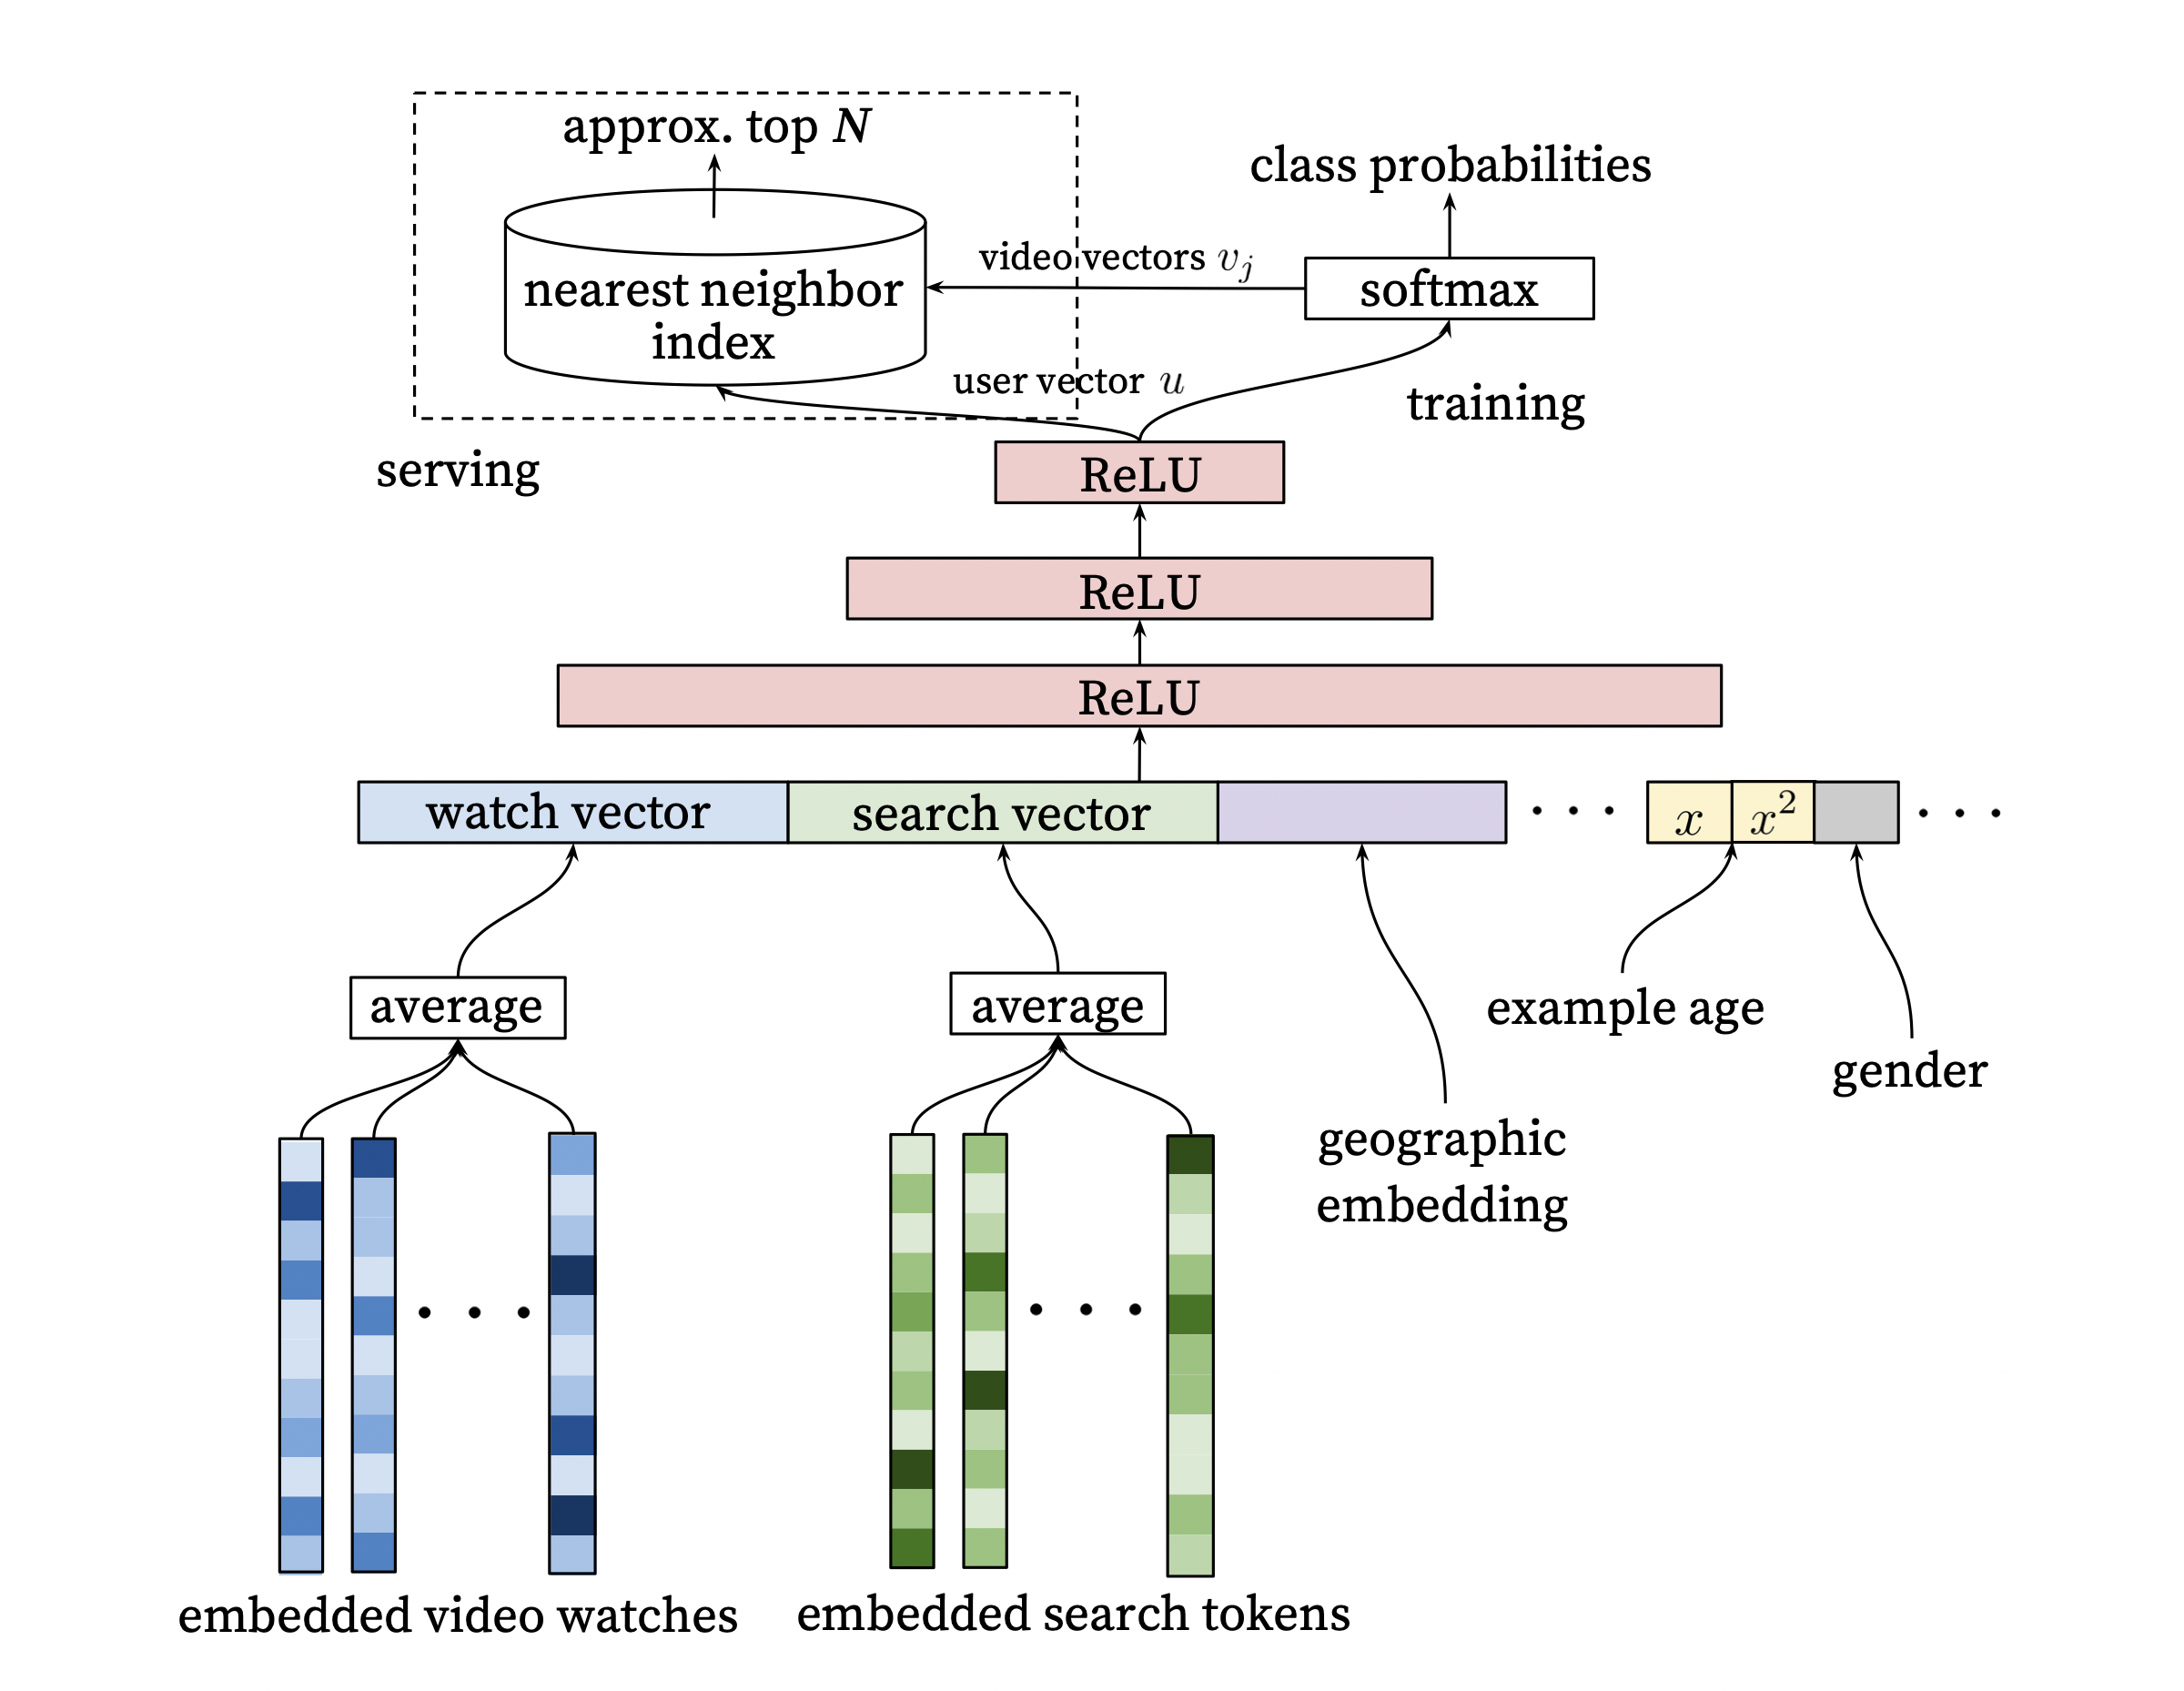 approx. top N
class probabilities
video vectors v_j
nearest neighbor
index
softmax
user vector u
training
serving
ReLU
ReLU
ReLU
watch vector
search vector
. . .
x
x²
. . .
average
average
example age
gender
geographic
embedding
. . .
. . .
embedded video watches
embedded search tokens